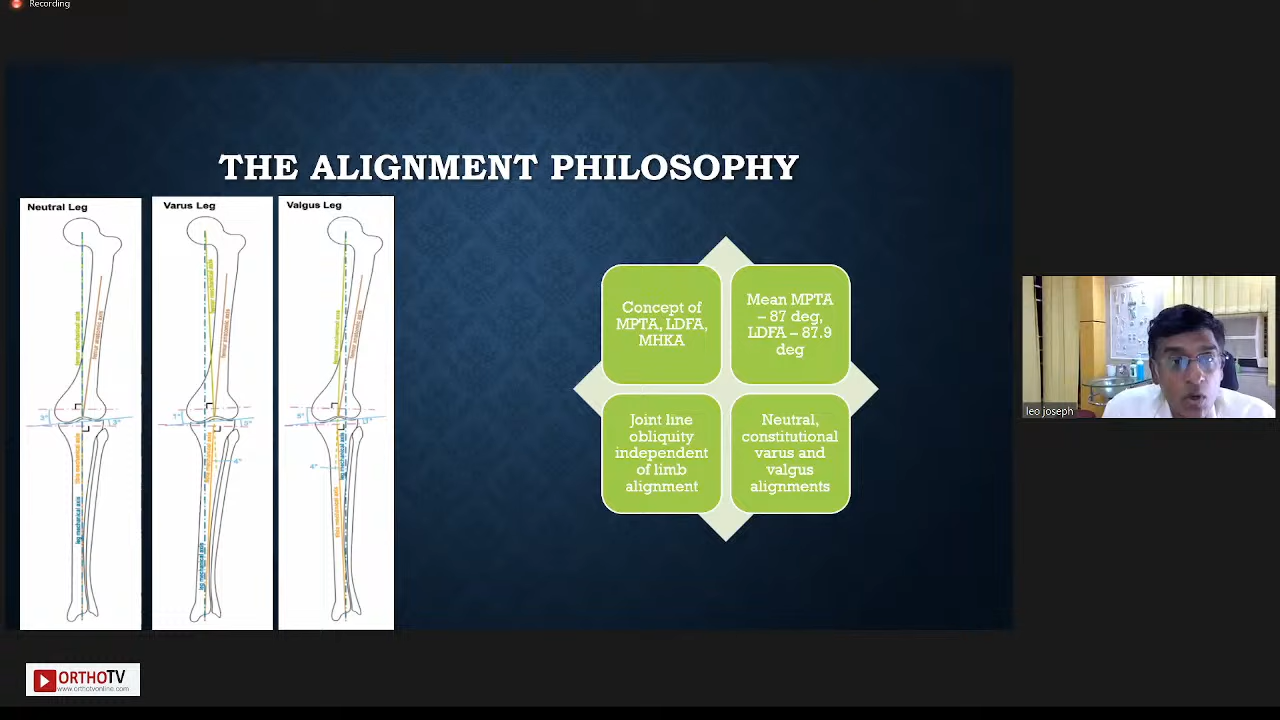 Recording
THE ALIGNMENT PHILOSOPHY
Neutral Leg
Varus Leg
Valgus Leg
Concept of
MPTA, LDFA,
MHKA
Mean MPTA
– 87 deg,
LDFA – 87.9
deg
Joint line
obliquity
independent
of limb
alignment
Neutral,
constitutional
varus and
valgus
alignments
leo joseph
ORTHOTV
www.orthotvonline.com